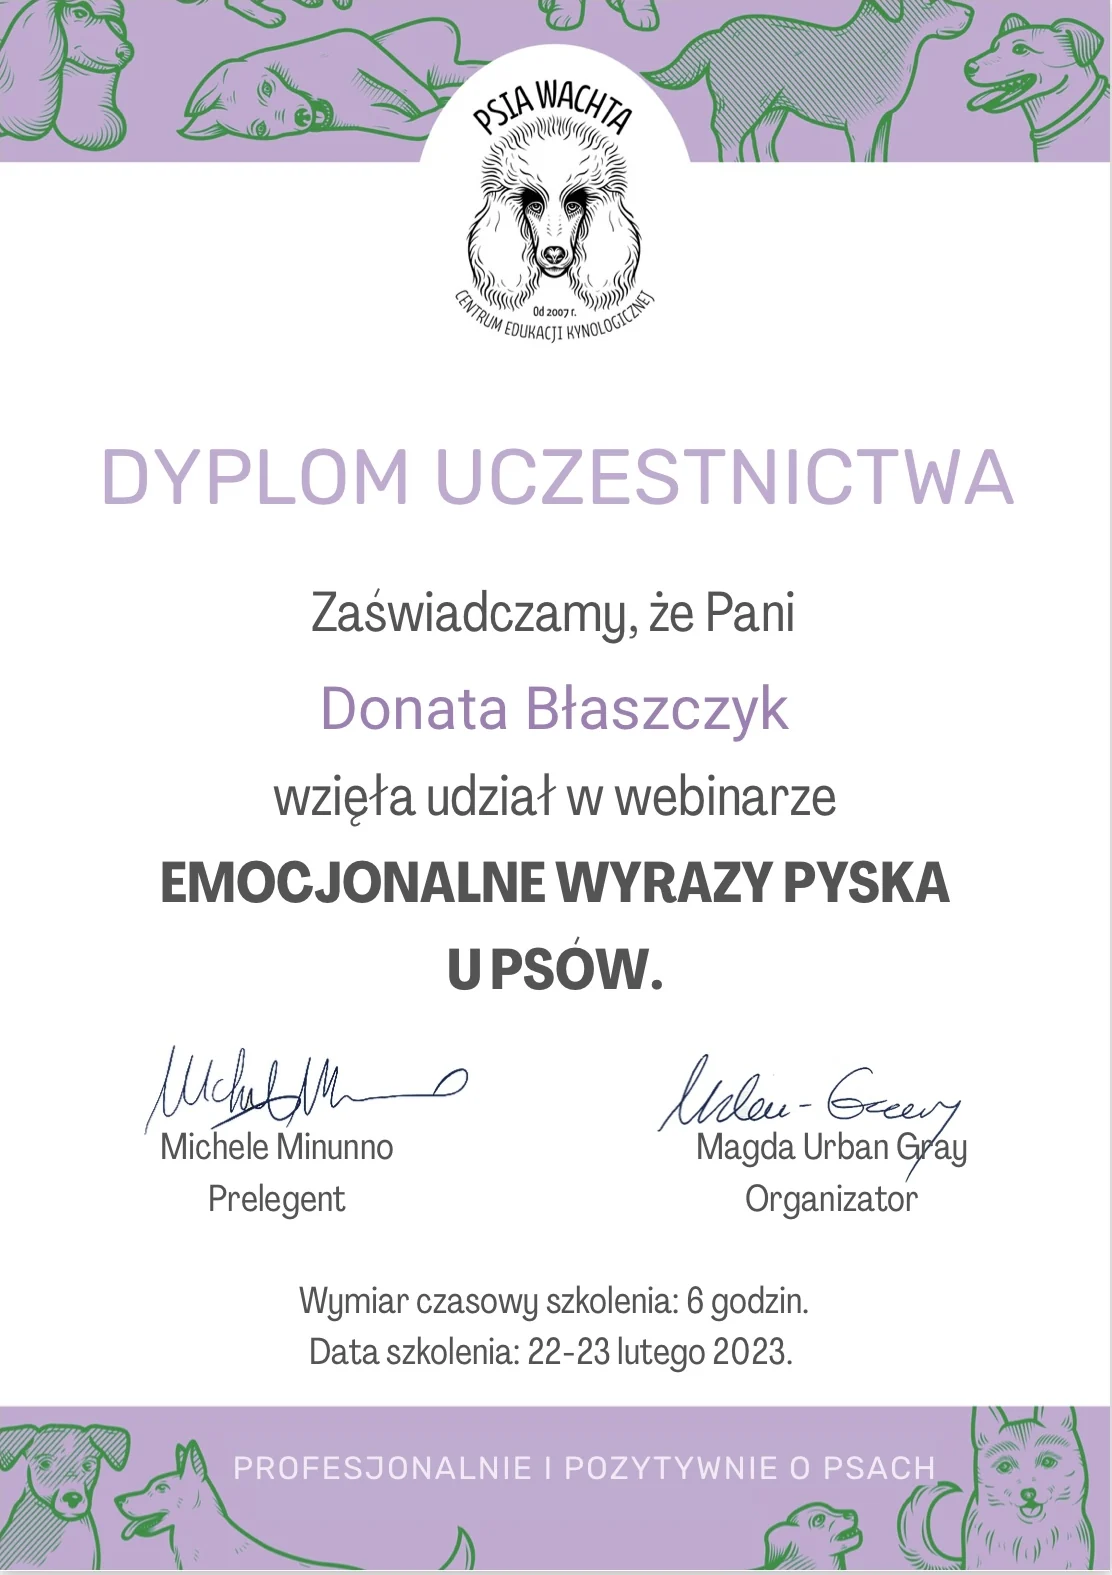 PSIA WACHTA
Od 2007 r.
CENTRUM EDUKACJI KYNOLOGICZNEJ
DYPLOM UCZESTNICTWA
Zaświadczamy, że Pani
Donata Błaszczyk
wzięła udział w webinarze
EMOCJONALNE WYRAZY PYSKA
U PSÓW.
Michele Minunno
Prelegent
Magda Urban Gray
Organizator
Wymiar czasowy szkolenia: 6 godzin.
Data szkolenia: 22-23 lutego 2023.
PROFESJONALNIE I POZYTYWNIE O PSACH